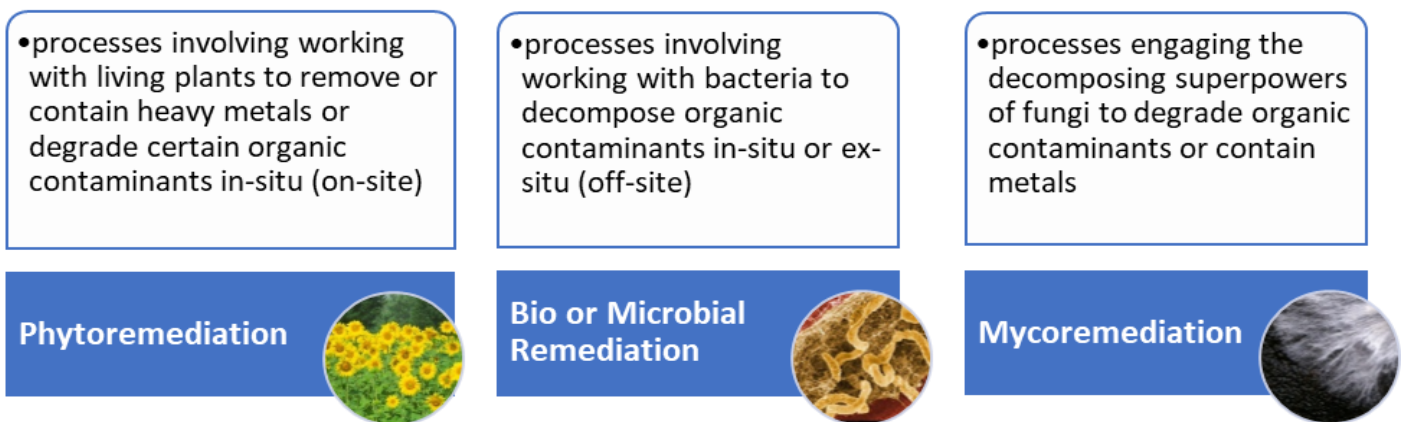 •processes involving working
with living plants to remove or
contain heavy metals or
degrade certain organic
contaminants in-situ (on-site)
Phytoremediation
•processes involving
working with bacteria to
decompose organic
contaminants in-situ or ex-
situ (off-site)
Bio or Microbial
Remediation
•processes engaging the
decomposing superpowers
of fungi to degrade organic
contaminants or contain
metals
Mycoremediation